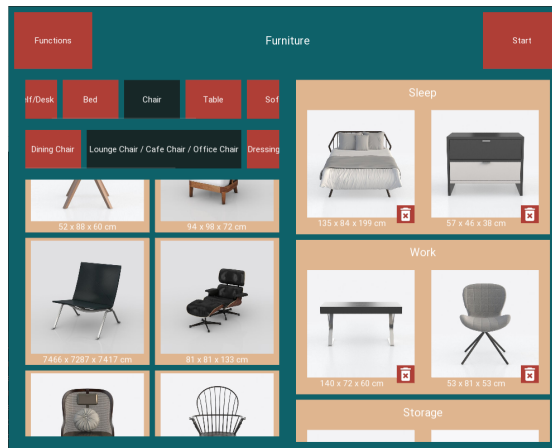 Functions
Furniture
Start
elf/Desk
Bed
Chair
Table
Sof
Dining Chair
Lounge Chair / Cafe Chair / Office Chair
Dressing
52 x 88 x 60 cm
94 x 98 x 72 cm
7466 x 7287 x 7417 cm
81 x 81 x 133 cm
Sleep
135 x 84 x 199 cm
57 x 46 x 38 cm
Work
140 x 72 x 60 cm
53 x 81 x 53 cm
Storage